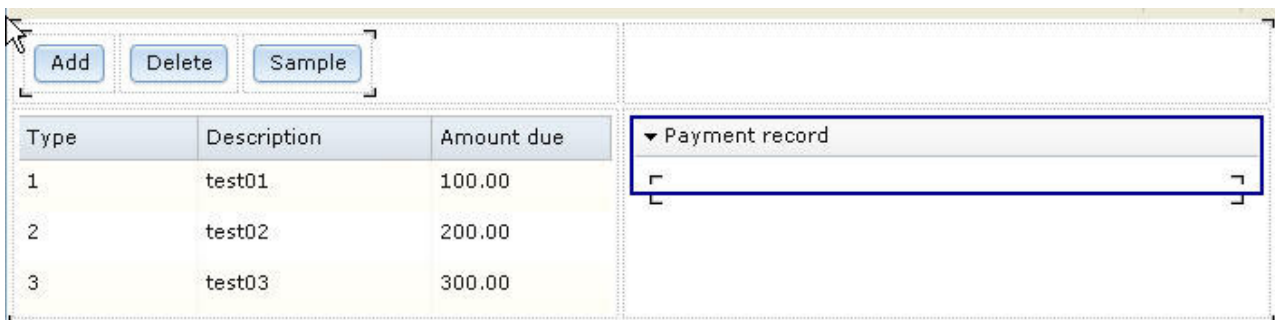 Add Delete Sample
Type Description Amount due
1 test01 100.00
2 test02 200.00
3 test03 300.00
Payment record